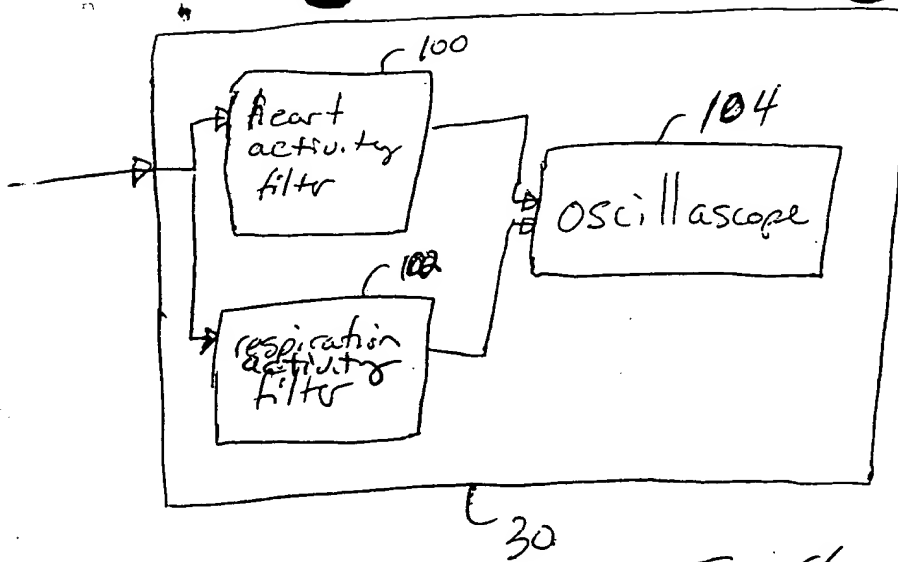 100
heart
activity
filter
104
oscillascope
102
respiration
activity
filter
30